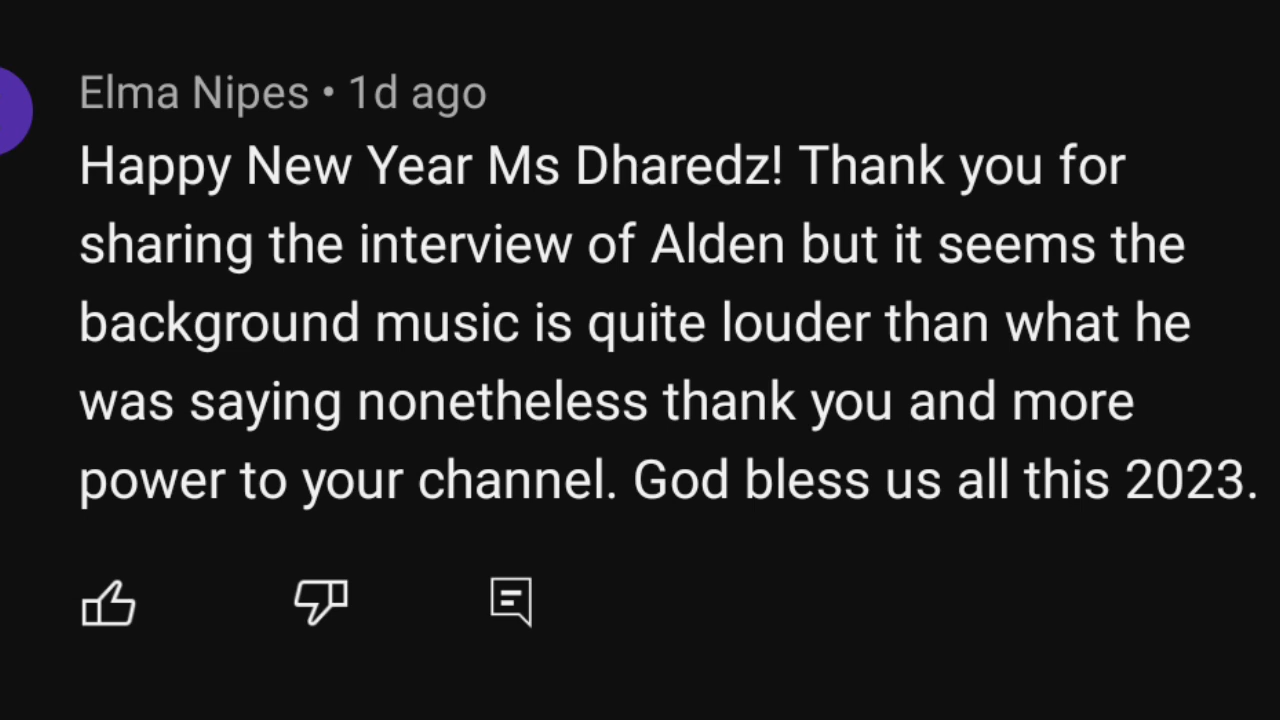 Elma Nipes • 1d ago
Happy New Year Ms Dharedz! Thank you for
sharing the interview of Alden but it seems the
background music is quite louder than what he
was saying nonetheless thank you and more
power to your channel. God bless us all this 2023.